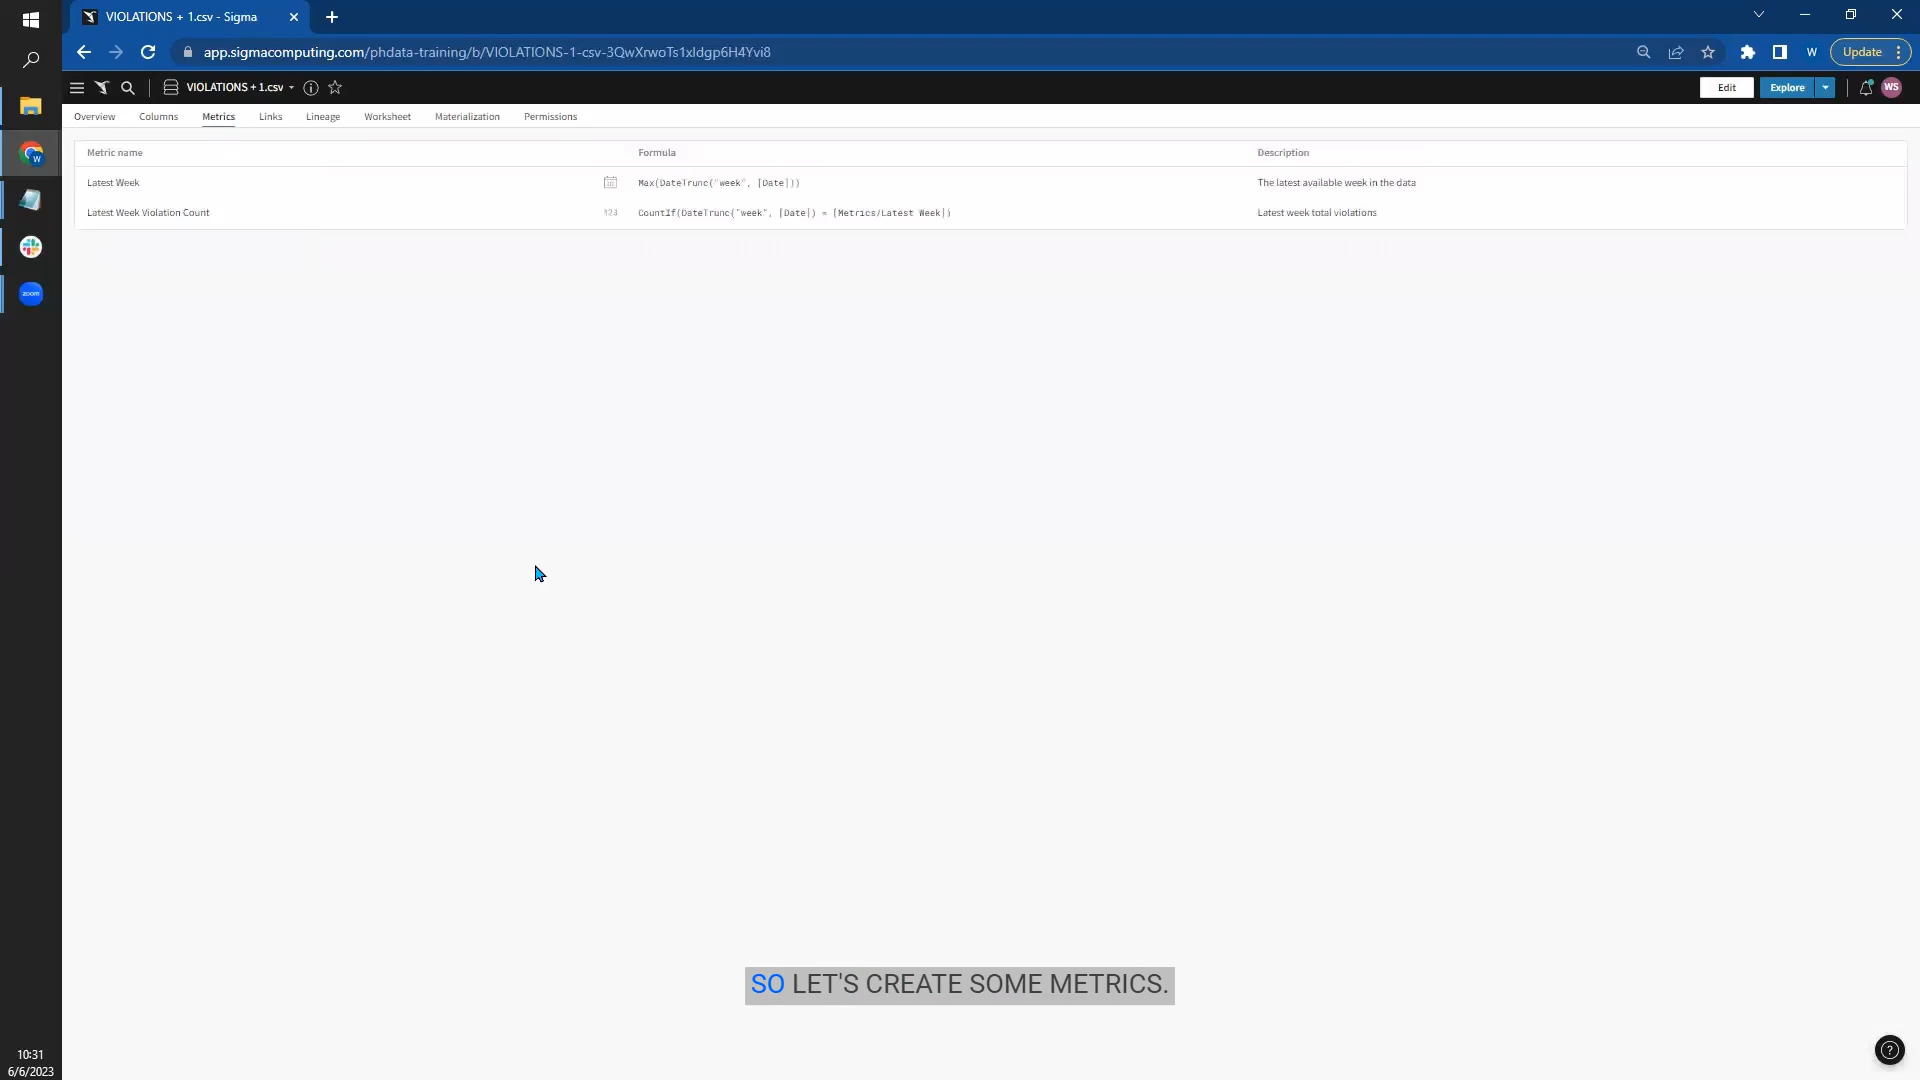 VIOLATIONS + 1.csv - Sigma
app.sigmacomputing.com/phdata-training/b/VIOLATIONS-1-csv-3QwXrwoTs1xIdgp6H4Yvi8
W
Update
VIOLATIONS + 1.csv
Edit
Explore
WS
Overview Columns Metrics Links Lineage Worksheet Materialization Permissions
Metric name Formula Description
Latest Week Max(DateTrunc("week", [Date])) The latest available week in the data
Latest Week Violation Count 123 CountIf(DateTrunc("week", [Date]) = [Metrics/Latest Week]) Latest week total violations
W
zoom
SO LET'S CREATE SOME METRICS.
10:31
6/6/2023